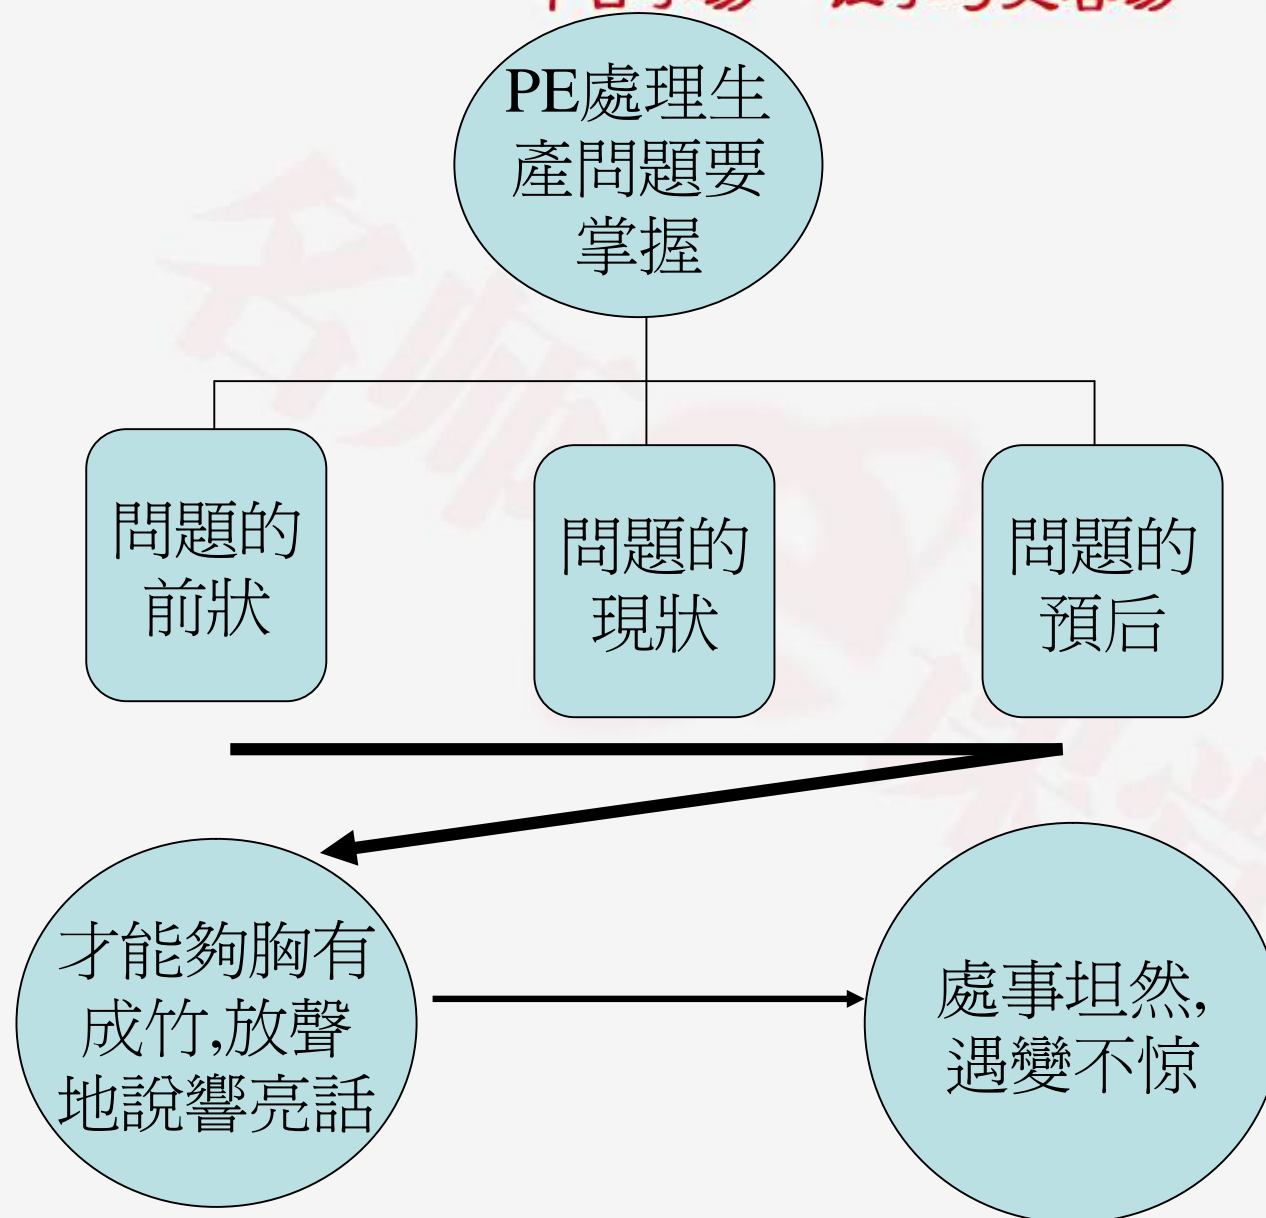 PE處理生
產問題要
掌握
問題的
前狀
問題的
現狀
問題的
預后
才能夠胸有
成竹,放聲
地說響亮話
處事坦然,
遇變不惊